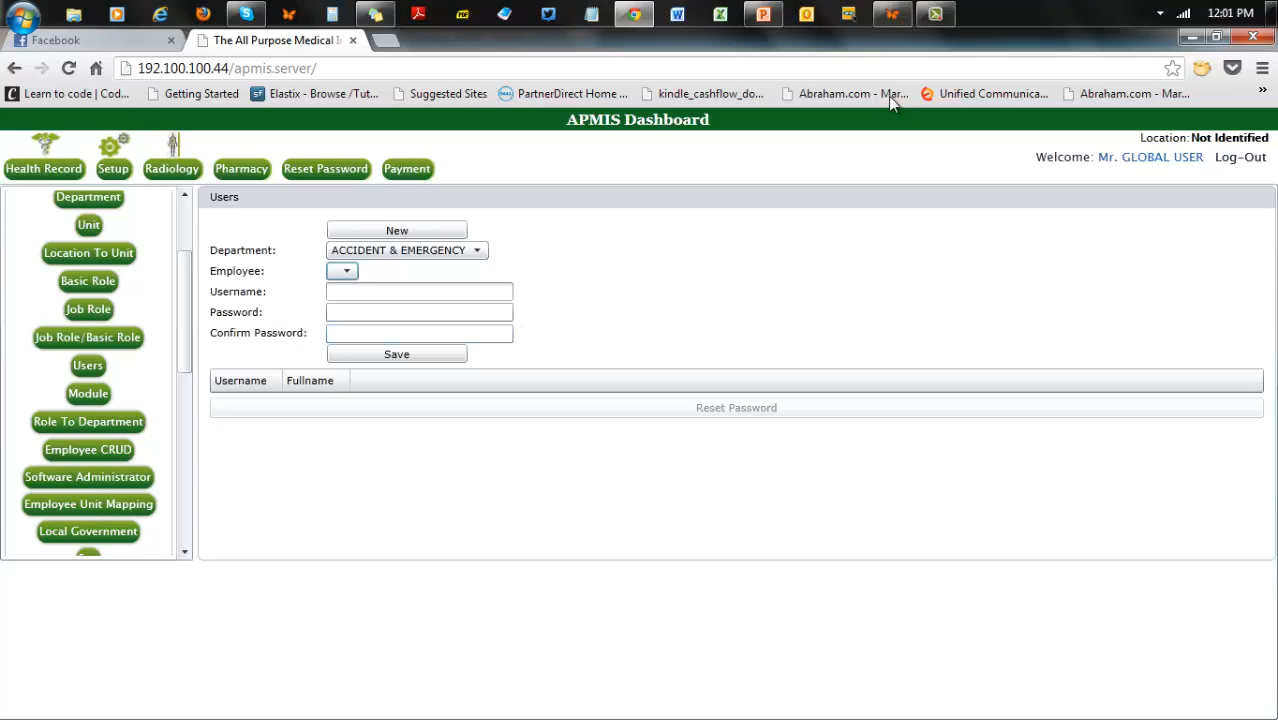 12:01 PM
Facebook
The All Purpose Medical I
192.100.100.44/apmis.server/
Learn to code | Cod...
Getting Started
Elastix - Browse /Tut...
Suggested Sites
PartnerDirect Home ...
kindle_cashflow_do...
Abraham.com - Mar...
Unified Communica...
Abraham.com - Mar...
APMIS Dashboard
Location: Not Identified
Welcome: Mr. GLOBAL USER Log-Out
Health Record
Setup
Radiology
Pharmacy
Reset Password
Payment
Department
Unit
Location To Unit
Basic Role
Job Role
Job Role/Basic Role
Users
Module
Role To Department
Employee CRUD
Software Administrator
Employee Unit Mapping
Local Government
Users
New
Department: ACCIDENT & EMERGENCY
Employee:
Username:
Password:
Confirm Password:
Save
Username Fullname
Reset Password